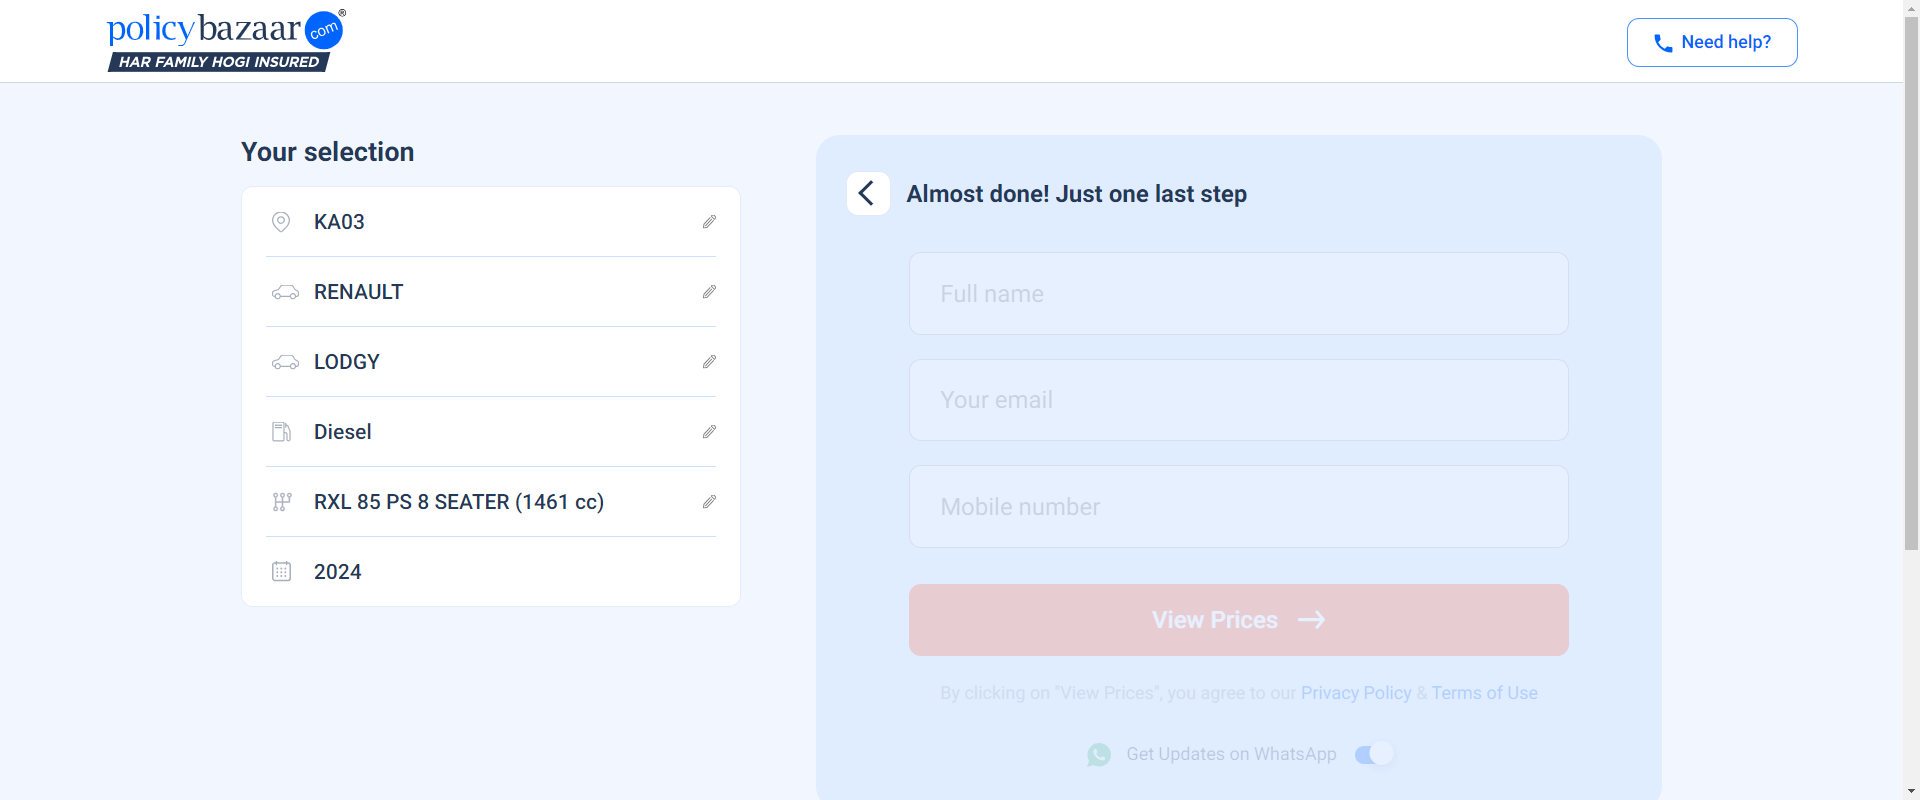 policybazaar.com®
HAR FAMILY HOGI INSURED
Need help?
Your selection
KA03
RENAULT
LODGY
Diesel
RXL 85 PS 8 SEATER (1461 cc)
2024
Almost done! Just one last step
Full name
Your email
Mobile number
View Prices
By clicking on "View Prices", you agree to our Privacy Policy & Terms of Use
Get Updates on WhatsApp